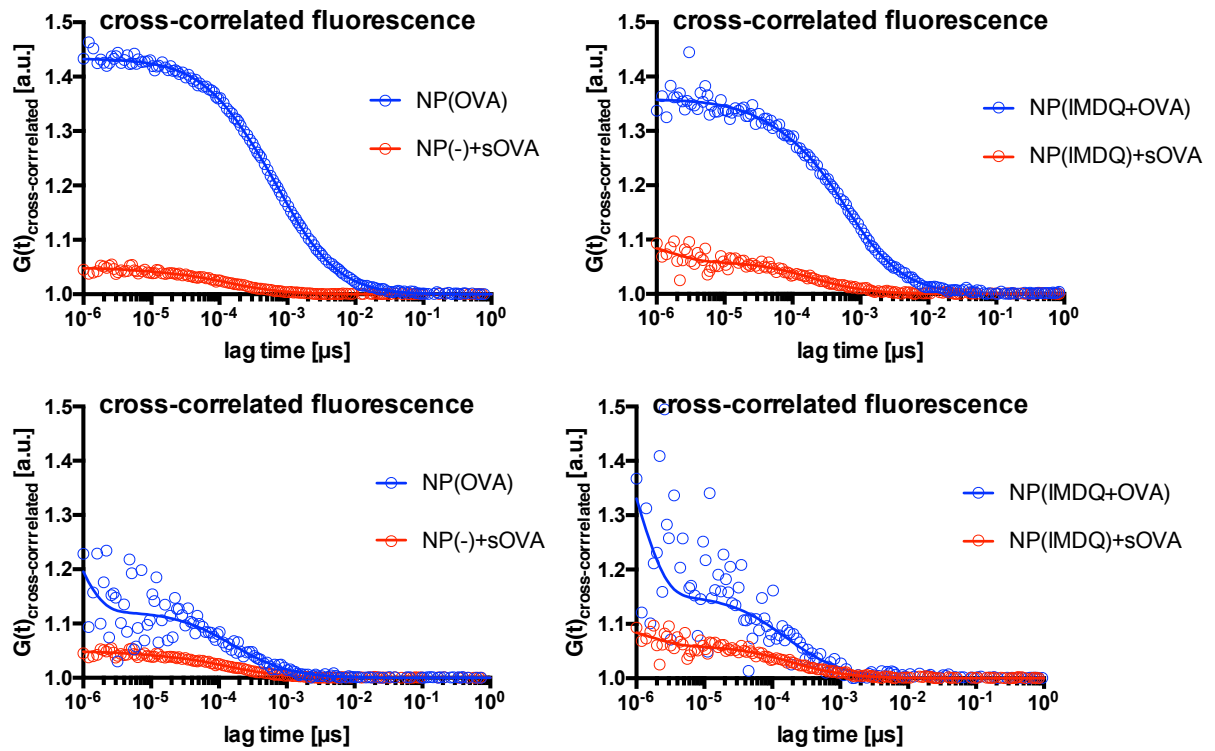 cross-correlated fluorescence
G(t)cross-corrrelated [a.u.]
1.5
1.4
1.3
1.2
1.1
1.0
NP(OVA)
NP(-)+sOVA
10-6 10-5 10-4 10-3 10-2 10-1 100
lag time [µs]
cross-correlated fluorescence
G(t)cross-corrrelated [a.u.]
1.5
1.4
1.3
1.2
1.1
1.0
NP(IMDQ+OVA)
NP(IMDQ)+sOVA
10-6 10-5 10-4 10-3 10-2 10-1 100
lag time [µs]
cross-correlated fluorescence
G(t)cross-corrrelated [a.u.]
1.5
1.4
1.3
1.2
1.1
1.0
NP(OVA)
NP(-)+sOVA
10-6 10-5 10-4 10-3 10-2 10-1 100
lag time [µs]
cross-correlated fluorescence
G(t)cross-corrrelated [a.u.]
1.5
1.4
1.3
1.2
1.1
1.0
NP(IMDQ+OVA)
NP(IMDQ)+sOVA
10-6 10-5 10-4 10-3 10-2 10-1 100
lag time [µs]